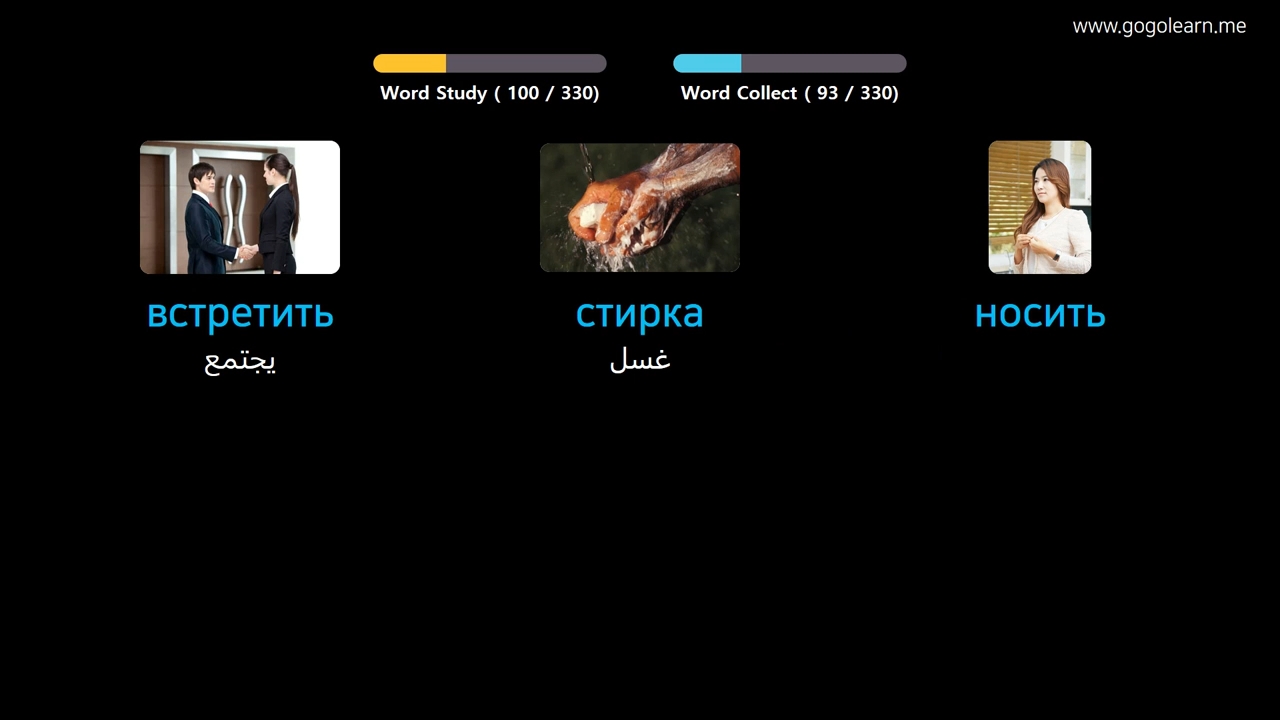 www.gogolearn.me
Word Study ( 100 / 330)
Word Collect ( 93 / 330)
встретить
стирка
носить
يجتمع
غسل